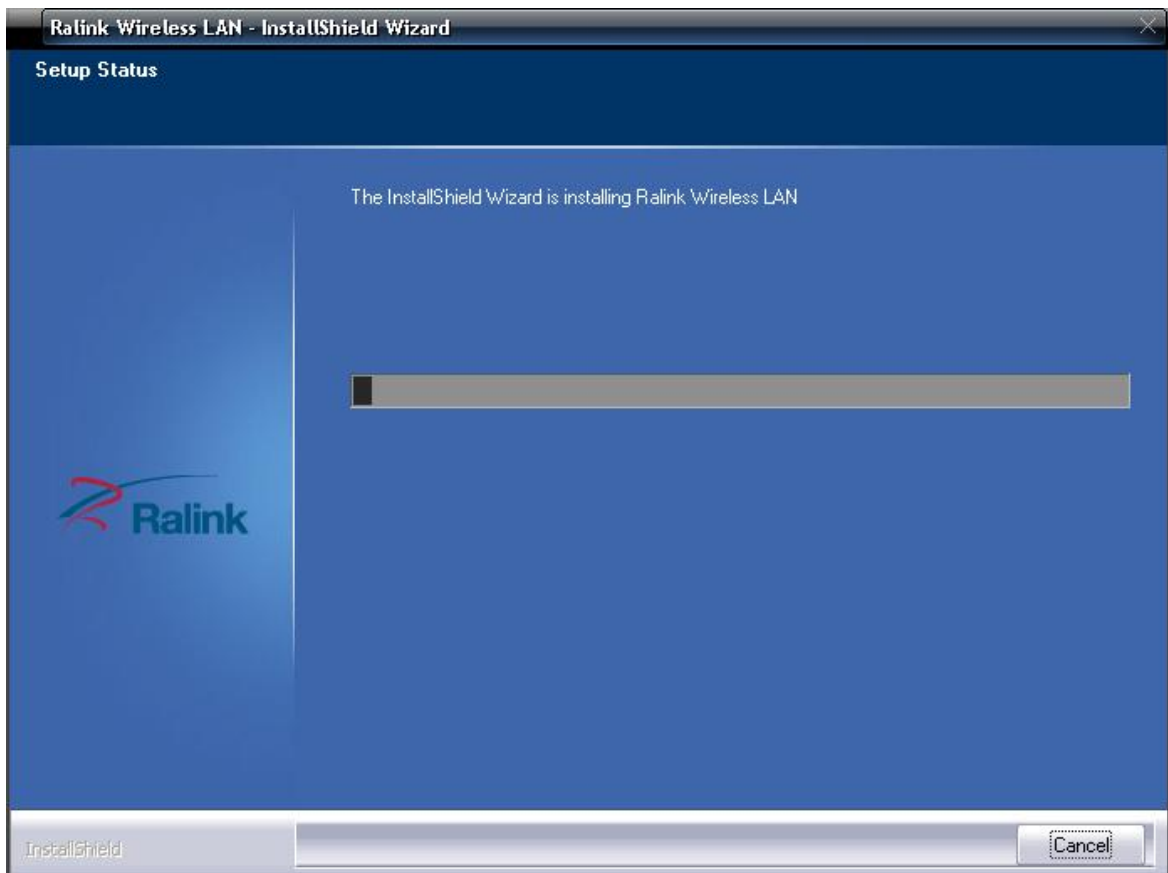 Ralink Wireless LAN - InstallShield Wizard
Setup Status
The InstallShield Wizard is installing Ralink Wireless LAN
Ralink
InstallShield
Cancel